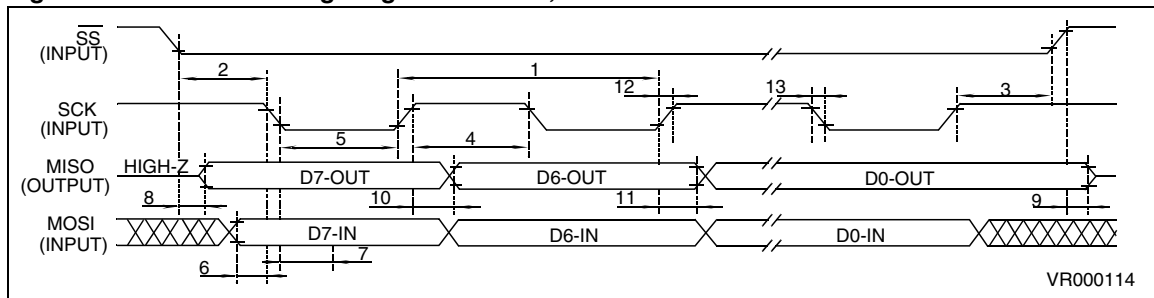 SS
(INPUT)
2
1
12
13
3
SCK
(INPUT)
5
4
MISO
(OUTPUT)
HIGH-Z
D7-OUT
D6-OUT
D0-OUT
8
10
11
9
MOSI
(INPUT)
D7-IN
D6-IN
D0-IN
7
6
VR000114